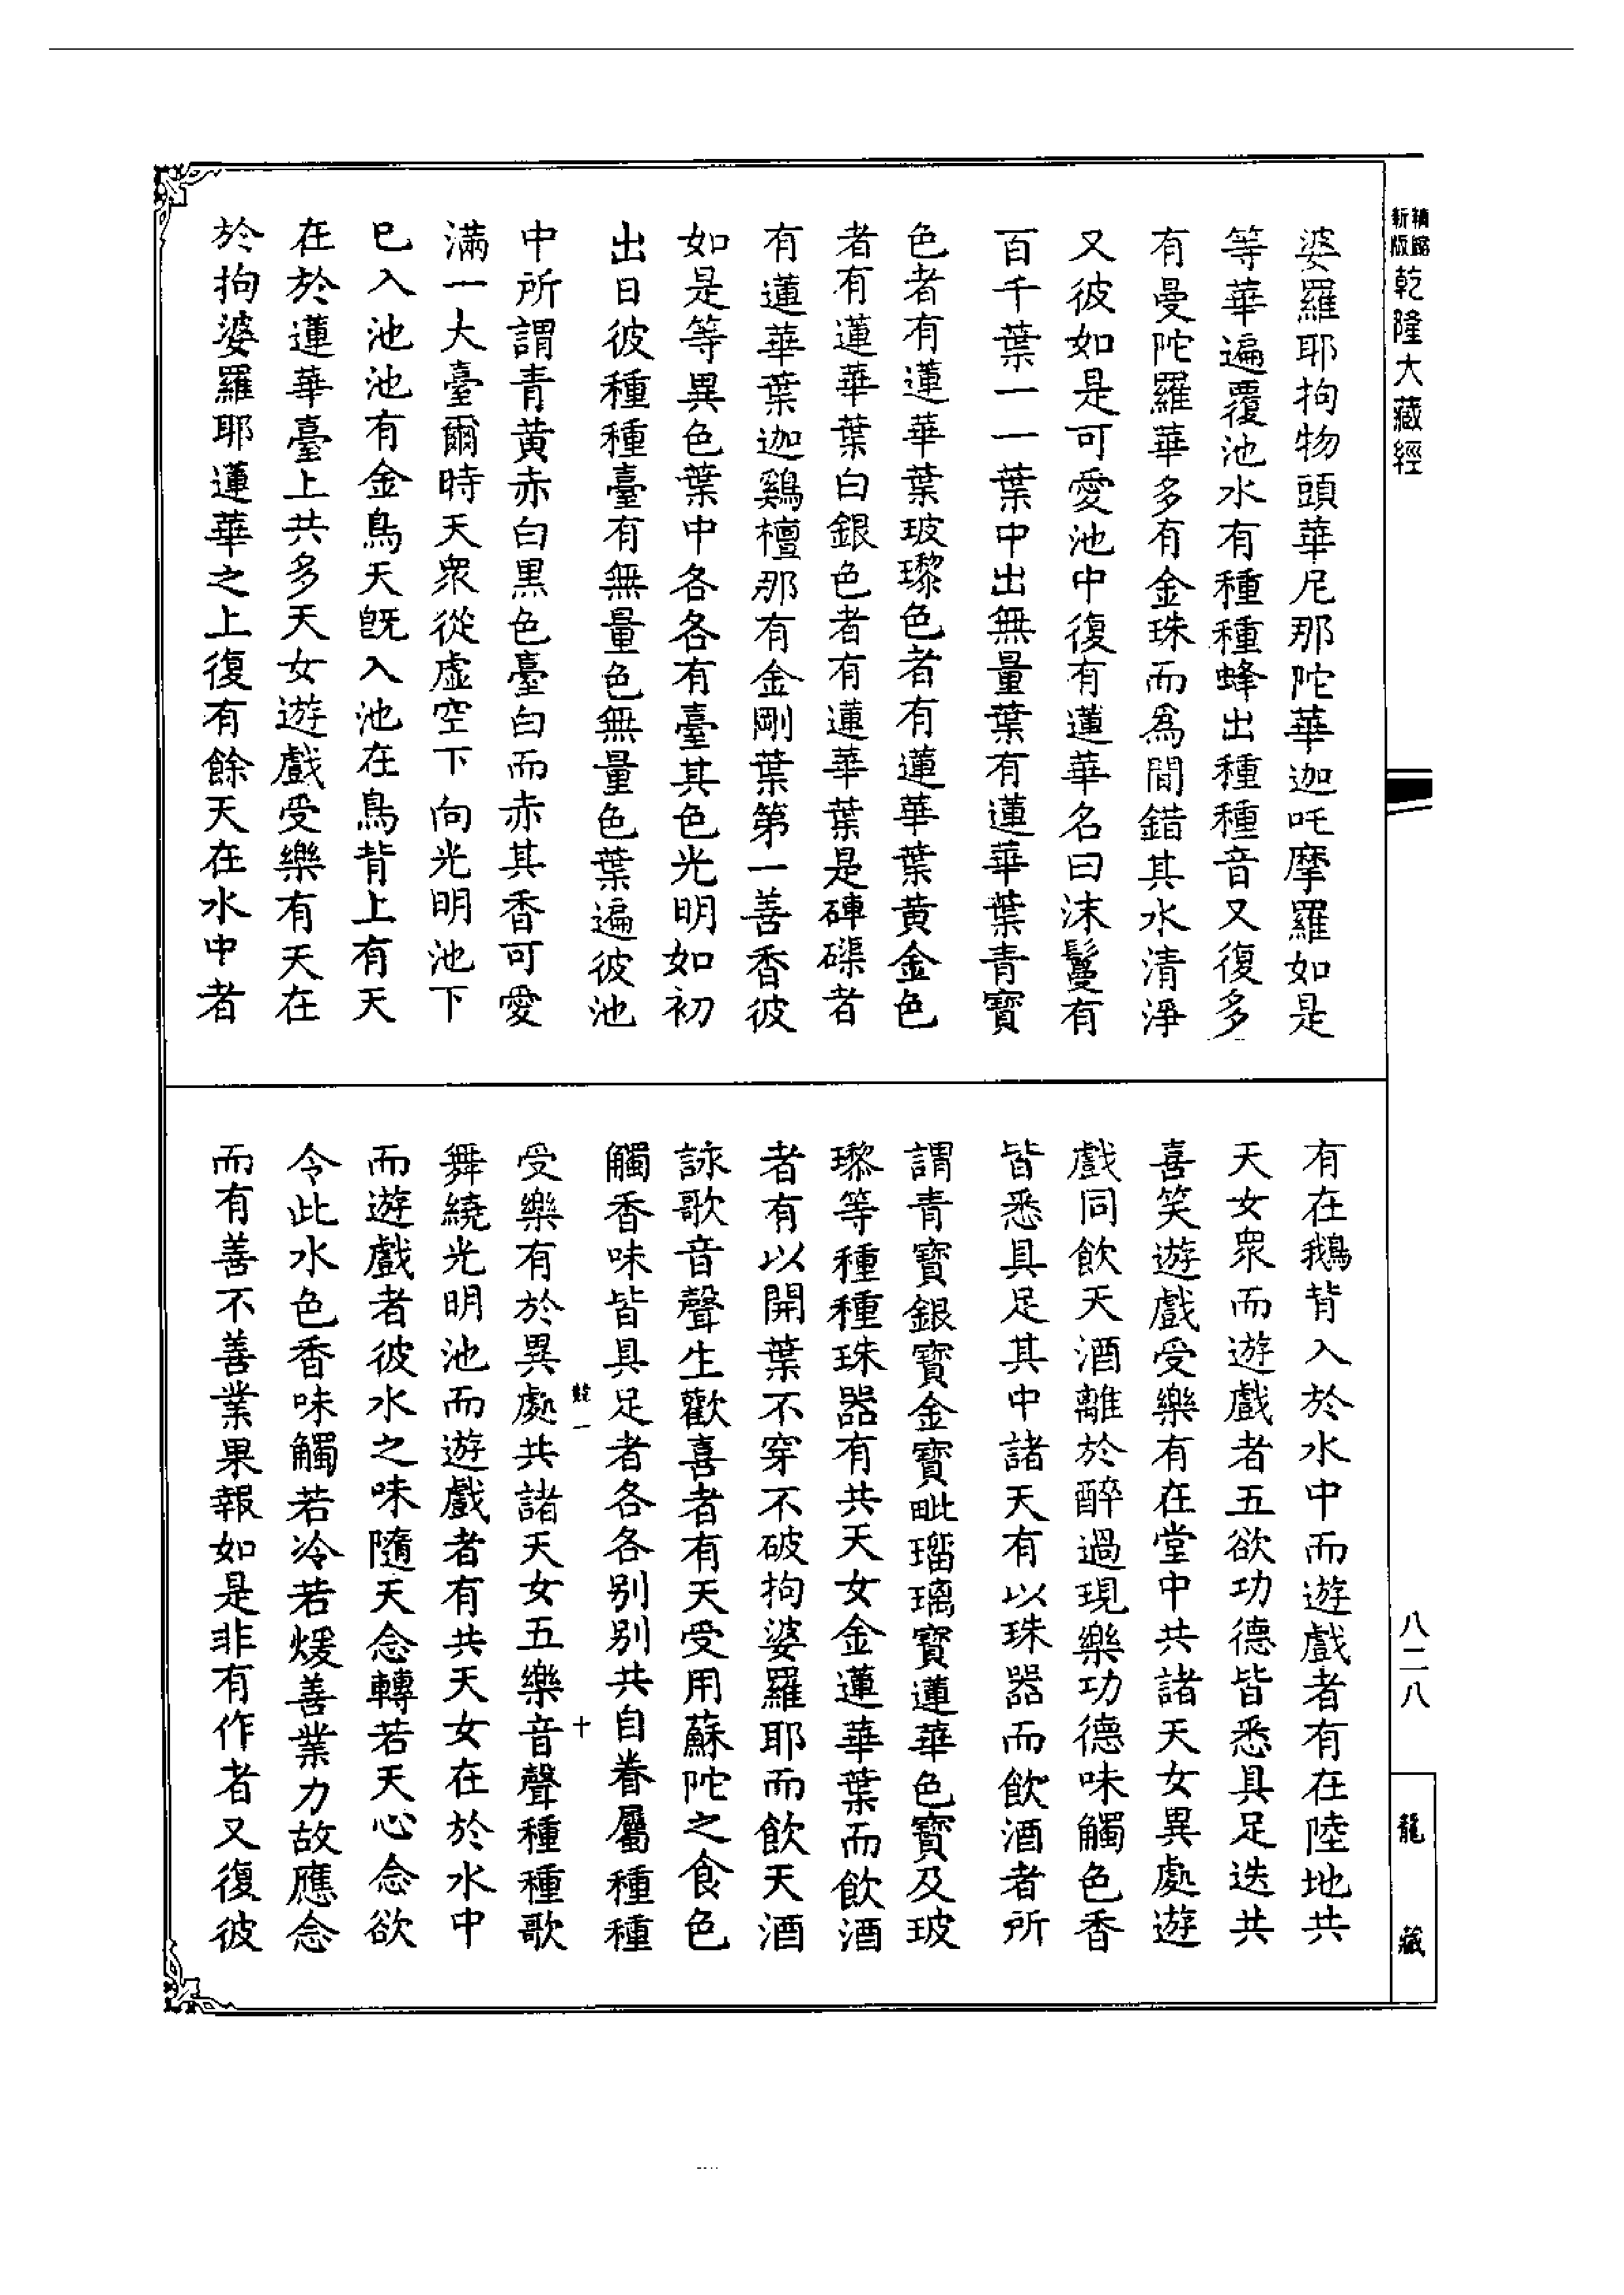 新版
精縮
乾隆大藏經
婆羅耶拘物頭華尼那陀華迦吒摩羅如是
等華遍覆池水有種種蜂出種種音又復多
有曼陀羅華多有金珠而為間錯其水清淨
又彼如是可愛池中復有蓮華名曰沫鬘有
百千葉一一葉中出無量葉有蓮華葉青寶
色者有蓮華葉玻瓈色者有蓮華葉黃金色
者有蓮華葉白銀色者有蓮華葉是硨磲者
有蓮華葉迦雞檀那有金剛葉第一善香彼
如是等異色葉中各各有臺其色光明如初
出日彼種種臺有無量色無量色葉遍彼池
中所謂青黃赤白黑色臺白而赤其香可愛
滿一大臺爾時天眾從虛空下向光明池下
已入池池有金鳥天既入池在鳥背上有天
在於蓮華臺上共多天女遊戲受樂有天在
於拘婆羅耶蓮華之上復有餘天在水中者
有在鵝背入於水中而遊戲者有在陸地共
天女眾而遊戲者五欲功德皆悉具足迭共
喜笑遊戲受樂有在堂中共諸天女異處遊
戲同飲天酒離於醉過現樂功德味觸色香
皆悉具足其中諸天有以珠器而飲酒者所
謂青寶銀寶金寶毗瑠璃寶蓮華色寶及玻
瓈等種種珠器有共天女金蓮華葉而飲酒
者有以開葉不穿不破拘婆羅耶而飲天酒
詠歌音聲生歡喜者有天受用蘇陀之食色
觸香味皆具足者各各別別共自眷屬種種
受樂有於異處共諸天女五樂音聲種種歌
舞繞光明池而遊戲者有共天女在於水中
而遊戲者彼水之味隨天念轉若天心念欲
令此水色香味觸若冷若煖善業力故應念
而有善不善業果報如是非有作者又復彼
一
十
八二八
龍藏